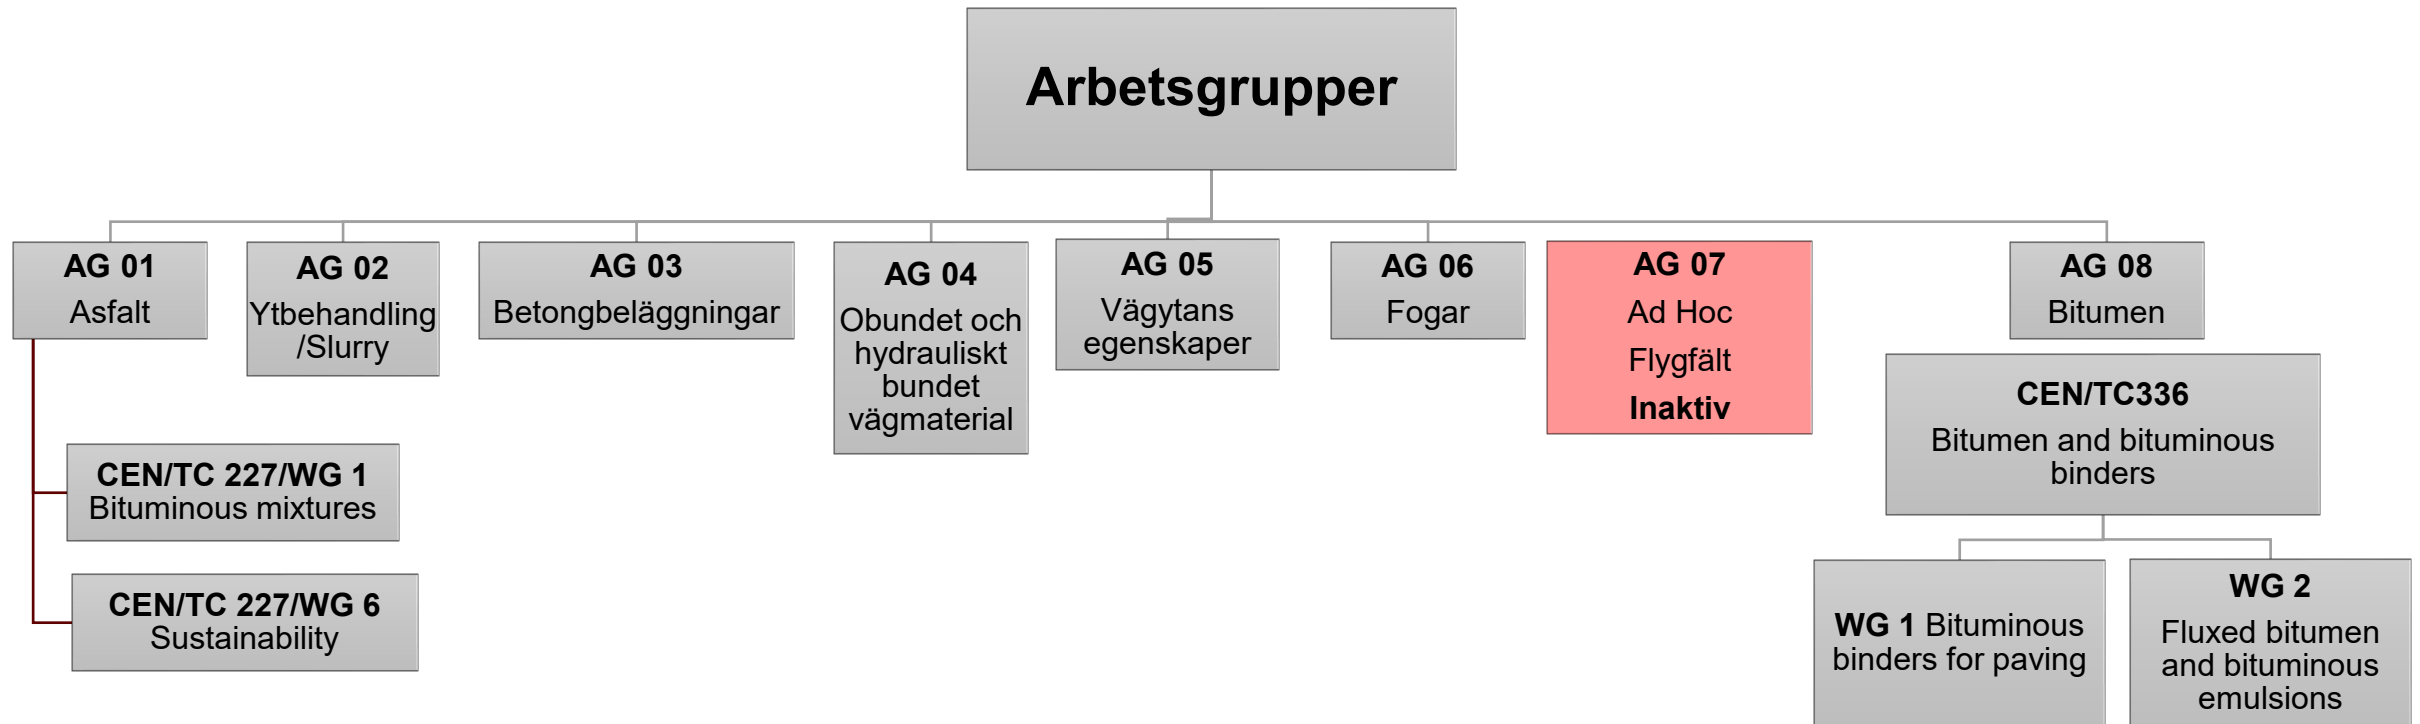 Arbetsgrupper
AG 01
Asfalt
AG 02
Ytbehandling
/Slurry
AG 03
Betongbeläggningar
AG 04
Obundet och
hydrauliskt
bundet
vägmaterial
AG 05
Vägytans
egenskaper
AG 06
Fogar
AG 07
Ad Hoc
Flygfält
Inaktiv
AG 08
Bitumen
CEN/TC 227/WG 1
Bituminous mixtures
CEN/TC 227/WG 6
Sustainability
CEN/TC336
Bitumen and bituminous
binders
WG 1 Bituminous
binders for paving
WG 2
Fluxed bitumen
and bituminous
emulsions